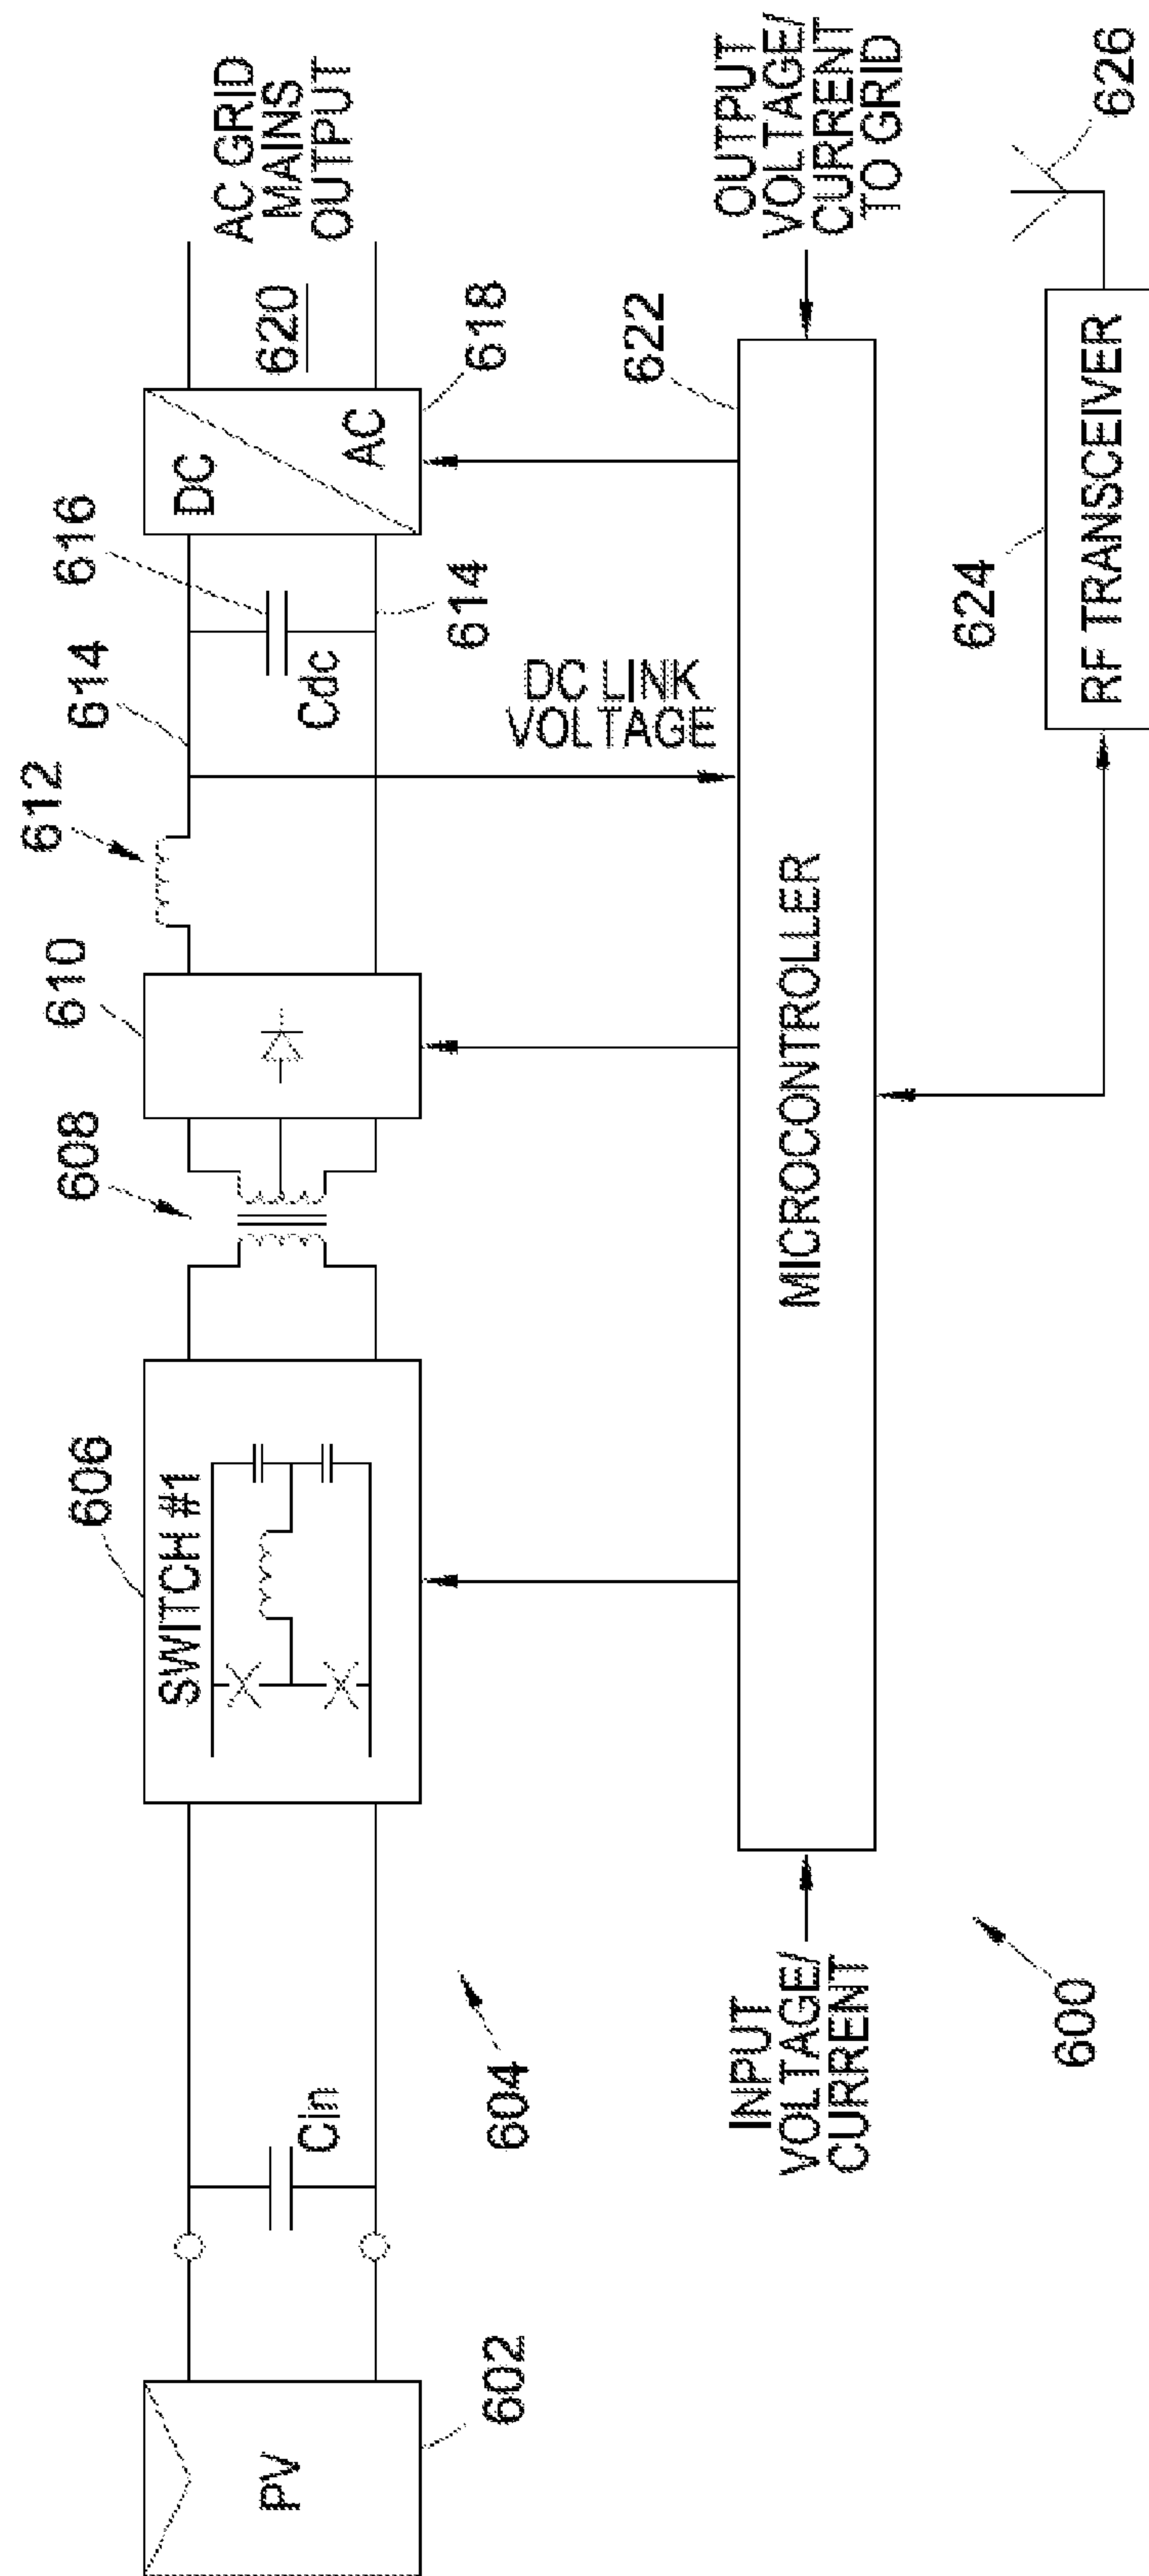 PV
602
Cin
604
SWITCH #1
606
608
610
612
614
Cdc
616
614
DC
AC
618
620
AC GRID
MAINS
OUTPUT
DC LINK
VOLTAGE
INPUT
VOLTAGE/
CURRENT
MICROCONTROLLER
622
OUTPUT
VOLTAGE/
CURRENT
TO GRID
600
624
RF TRANSCEIVER
626